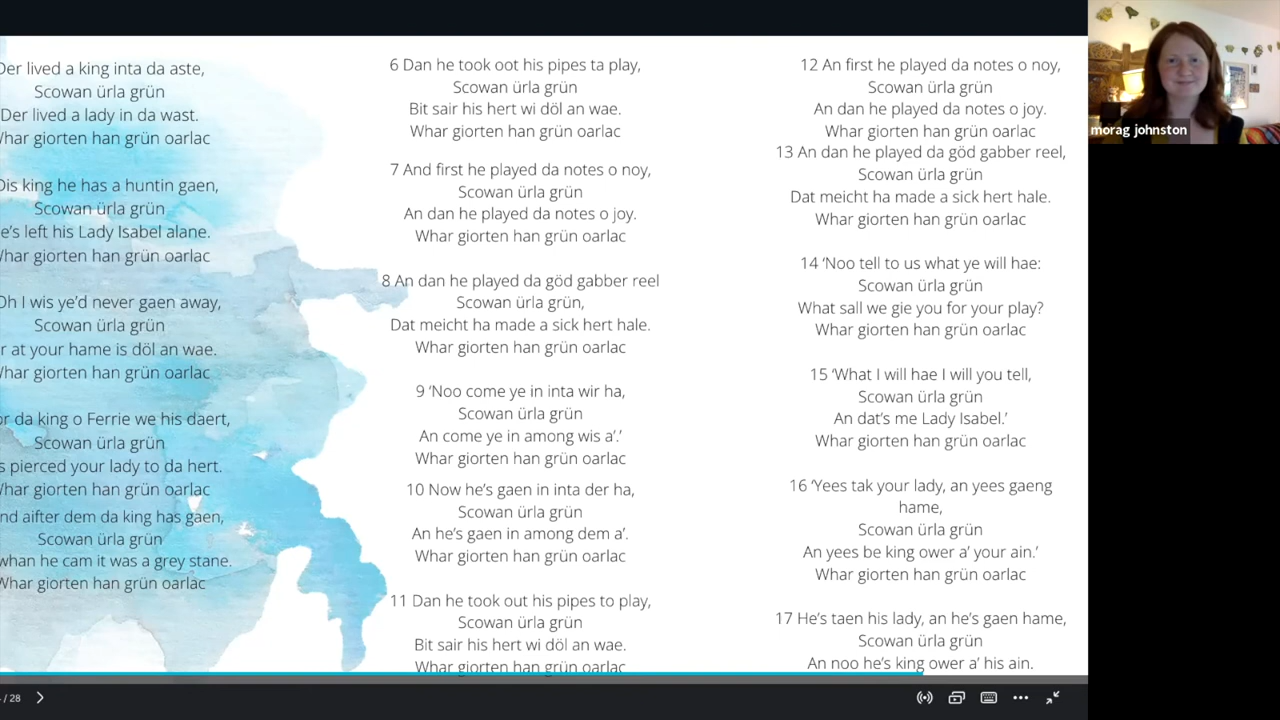 Der lived a king inta da aste,
Scowan ürla grün
Der lived a lady in da wast.
Whar giorten han grün oarlac
Dis king he has a huntin gaen,
Scowan ürla grün
e's left his Lady Isabel alane.
Whar giorten han grün oarlac
Oh I wis ye'd never gaen away,
Scowan ürla grün
r at your hame is döl an wae.
Whar giorten han grün oarlac
or da king o Ferrie we his daert,
Scowan ürla grün
s pierced your lady to da hert.
Whar giorten han grün oarlac
nd aifter dem da king has gaen,
Scowan ürla grün
whan he cam it was a grey stane.
Whar giorten han grün oarlac
6 Dan he took oot his pipes ta play,
Scowan ürla grün
Bit sair his hert wi döl an wae.
Whar giorten han grün oarlac
7 And first he played da notes o noy,
Scowan ürla grün
An dan he played da notes o joy.
Whar giorten han grün oarlac
8 An dan he played da göd gabber reel
Scowan ürla grün,
Dat meicht ha made a sick hert hale.
Whar giorten han grün oarlac
9 ‘Noo come ye in inta wir ha,
Scowan ürla grün
An come ye in among wis a’.’
Whar giorten han grün oarlac
10 Now he’s gaen in inta der ha,
Scowan ürla grün
An he’s gaen in among dem a’.
Whar giorten han grün oarlac
11 Dan he took out his pipes to play,
Scowan ürla grün
Bit sair his hert wi döl an wae.
Whar giorten han grün oarlac
12 An first he played da notes o noy,
Scowan ürla grün
An dan he played da notes o joy.
Whar giorten han grün oarlac
13 An dan he played da göd gabber reel,
Scowan ürla grün
Dat meicht ha made a sick hert hale.
Whar giorten han grün oarlac
14 ‘Noo tell to us what ye will hae:
Scowan ürla grün
What sall we gie you for your play?
Whar giorten han grün oarlac
15 ‘What I will hae I will you tell,
Scowan ürla grün
An dat’s me Lady Isabel.’
Whar giorten han grün oarlac
16 ‘Yees tak your lady, an yees gaeng
hame,
Scowan ürla grün
An yees be king ower a’ your ain.’
Whar giorten han grün oarlac
17 He’s taen his lady, an he’s gaen hame,
Scowan ürla grün
An noo he’s king ower a’ his ain.
morag johnston
/ 28